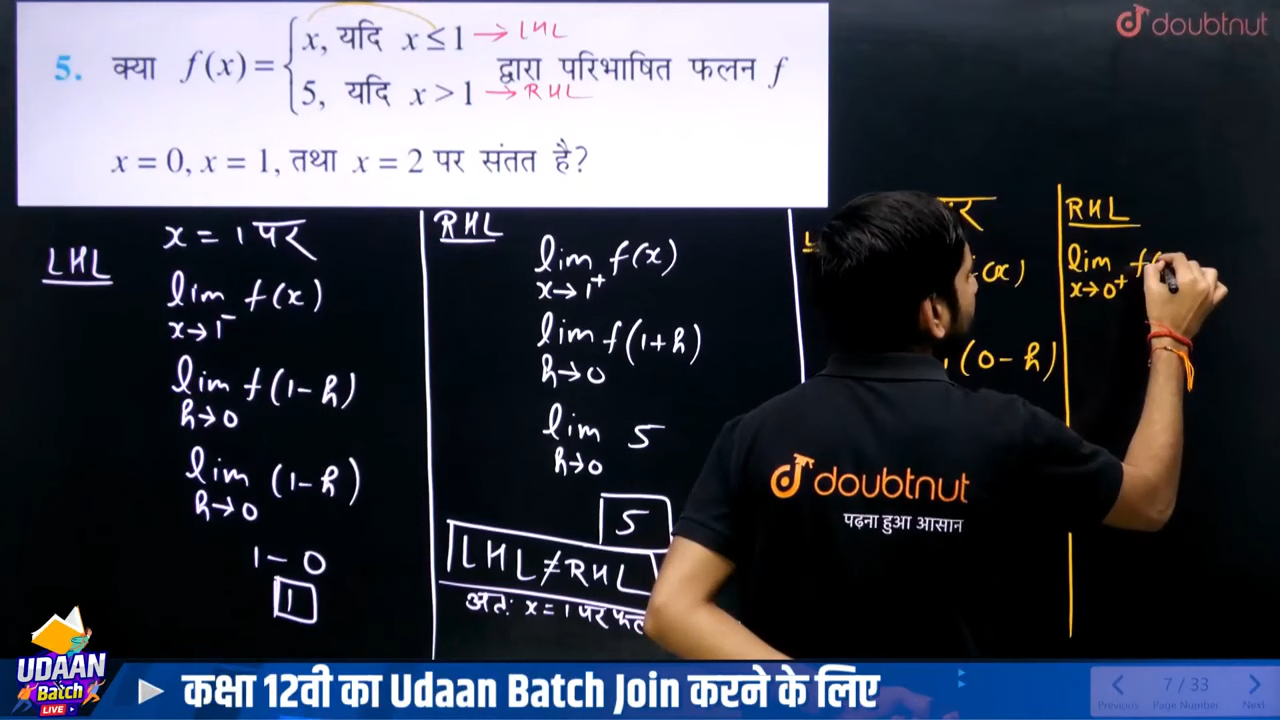 doubtnut
5. क्या f(x) = { x, यदि x ≤ 1 → LHL
5, यदि x > 1 → RHL
द्वारा परिभाषित फलन f
x = 0, x = 1, तथा x = 2 पर संतत है?
LHL
x = 1 पर
lim f(x)
x→1⁻
lim f(1-h)
h→0
lim (1-h)
h→0
1-0
1
RHL
lim f(x)
x→1⁺
lim f(1+h)
h→0
lim 5
h→0
5
LHL ≠ RHL
अतः x = 1 पर
पर
(x)
(0-h)
RHL
lim f(
x→0⁺
doubtnut
पढ़ना हुआ आसान
UDAAN
Batch
LIVE
कक्षा 12वी का Udaan Batch Join करने के लिए
7 / 33
Previous Page Number Next